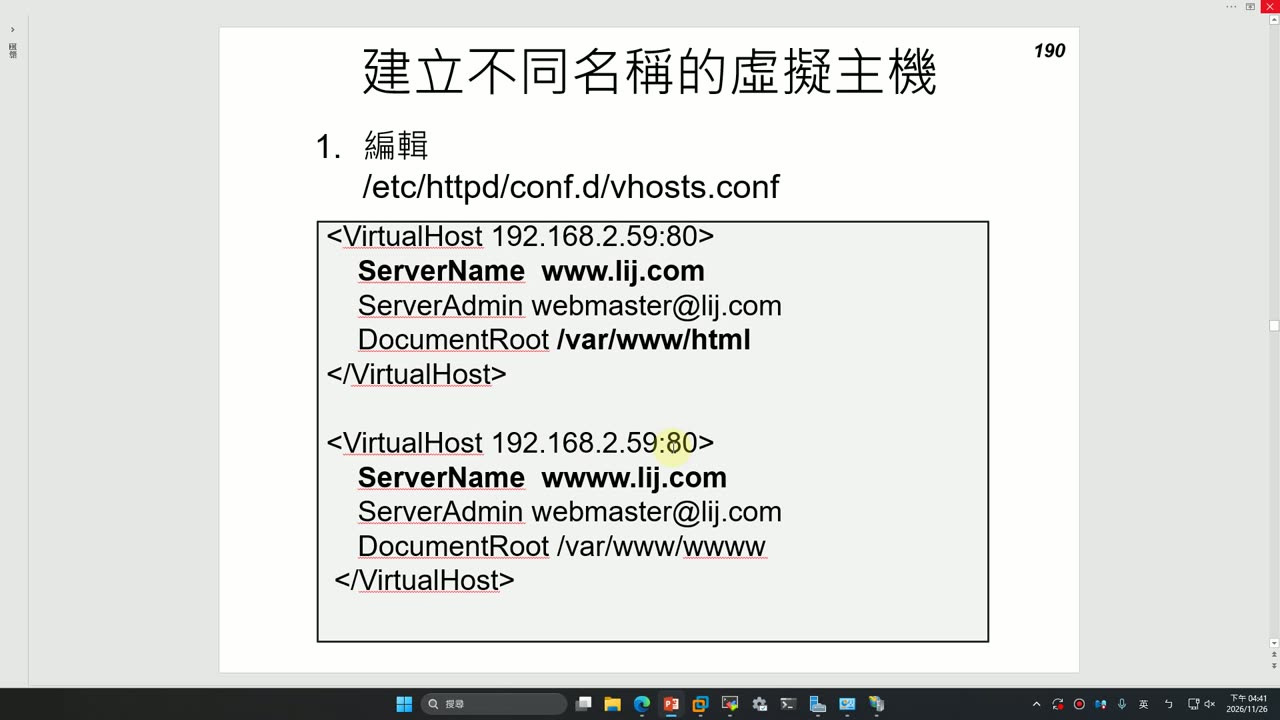 190
建立不同名稱的虛擬主機
1. 編輯
/etc/httpd/conf.d/vhosts.conf
<VirtualHost 192.168.2.59:80>
ServerName www.lij.com
ServerAdmin webmaster@lij.com
DocumentRoot /var/www/html
</VirtualHost>
<VirtualHost 192.168.2.59:80>
ServerName wwww.lij.com
ServerAdmin webmaster@lij.com
DocumentRoot /var/www/wwww
</VirtualHost>
搜尋
英
ㄅ
下午 04:41
2026/11/26